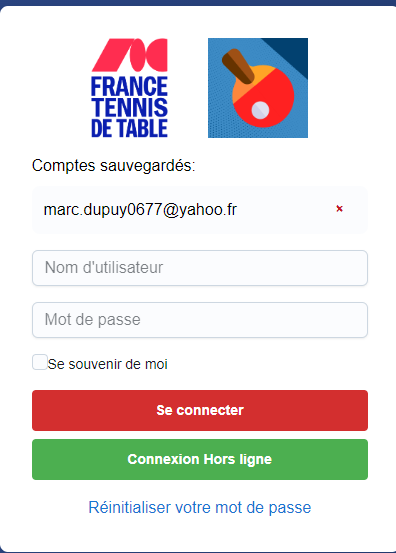 FRANCE
TENNIS
DE TABLE
Comptes sauvegardés:
marc.dupuy0677@yahoo.fr
Nom d'utilisateur
Mot de passe
Se souvenir de moi
Se connecter
Connexion Hors ligne
Réinitialiser votre mot de passe